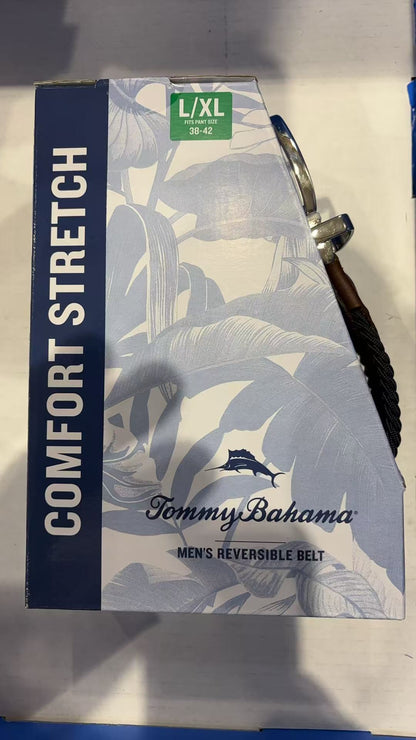 L/XL
FITS PANT SIZE
38-42
COMFORT STRETCH
Tommy Bahama®
MEN'S REVERSIBLE BELT